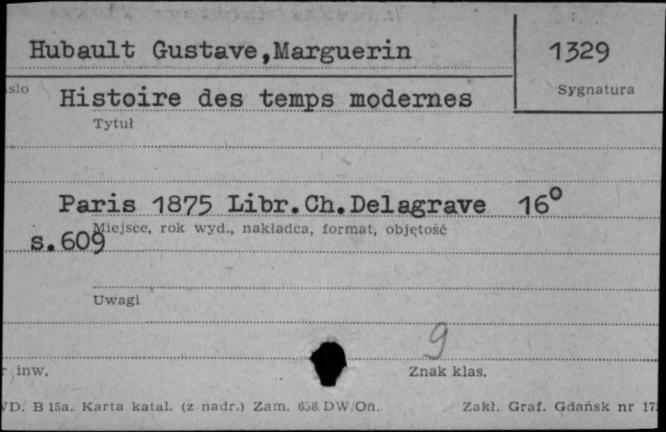 Hubault Gustave,Marguerin
1329
Sygnatura
Histoire des temps modernes
Tytuł
Paris 1875 Libr.Ch.Delagrave 16°
Miejsce, rok wyd., nakładca, format, objętość
s.609
Uwagi
9
inw.
Znak klas.
B 15a. Karta katal. (z nadr.) Zam. 658 DW/On. Zakł. Graf. Gdańsk nr